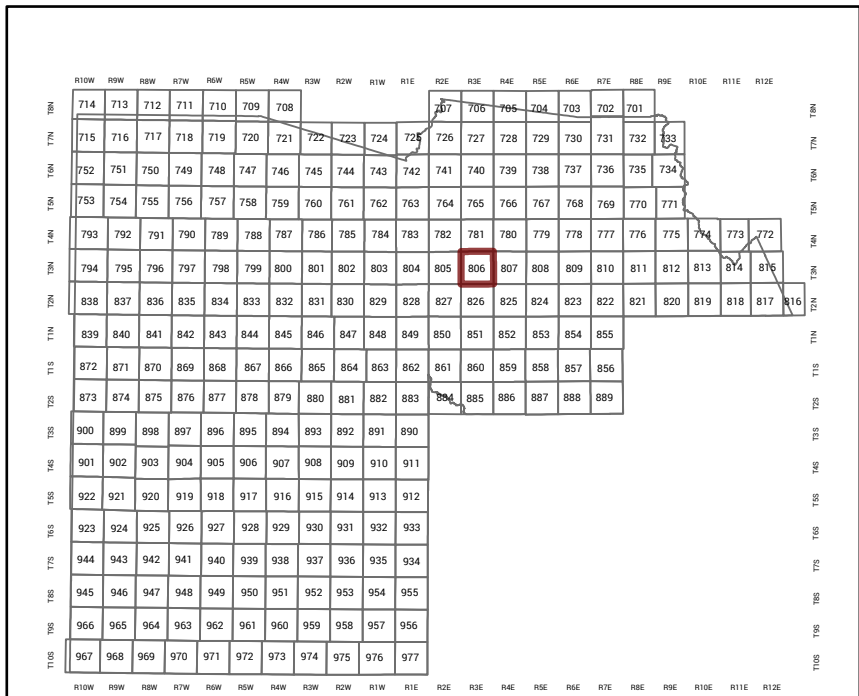 R10W R9W R8W R7W R6W R5W R4W R3W R2W R1W R1E R2E R3E R4E R5E R6E R7E R8E R9E R10E R11E R12E
T8N 714 713 712 711 710 709 708 707 706 705 704 703 702 701 T8N
T7N 715 716 717 718 719 720 721 722 723 724 725 726 727 728 729 730 731 732 733 T7N
T6N 752 751 750 749 748 747 746 745 744 743 742 741 740 739 738 737 736 735 734 T6N
T5N 753 754 755 756 757 758 759 760 761 762 763 764 765 766 767 768 769 770 771 T5N
T4N 793 792 791 790 789 788 787 786 785 784 783 782 781 780 779 778 777 776 775 774 773 772 T4N
T3N 794 795 796 797 798 799 800 801 802 803 804 805 806 807 808 809 810 811 812 813 814 815 T3N
T2N 838 837 836 835 834 833 832 831 830 829 828 827 826 825 824 823 822 821 820 819 818 817 816 T2N
T1N 839 840 841 842 843 844 845 846 847 848 849 850 851 852 853 854 855 T1N
T1S 872 871 870 869 868 867 866 865 864 863 862 861 860 859 858 857 856 T1S
T2S 873 874 875 876 877 878 879 880 881 882 883 884 885 886 887 888 889 T2S
T3S 900 899 898 897 896 895 894 893 892 891 890 T3S
T4S 901 902 903 904 905 906 907 908 909 910 911 T4S
T5S 922 921 920 919 918 917 916 915 914 913 912 T5S
T6S 923 924 925 926 927 928 929 930 931 932 933 T6S
T7S 944 943 942 941 940 939 938 937 936 935 934 T7S
T8S 945 946 947 948 949 950 951 952 953 954 955 T8S
T9S 966 965 964 963 962 961 960 959 958 957 956 T9S
T10S 967 968 969 970 971 972 973 974 975 976 977 T10S
R10W R9W R8W R7W R6W R5W R4W R3W R2W R1W R1E R2E R3E R4E R5E R6E R7E R8E R9E R10E R11E R12E